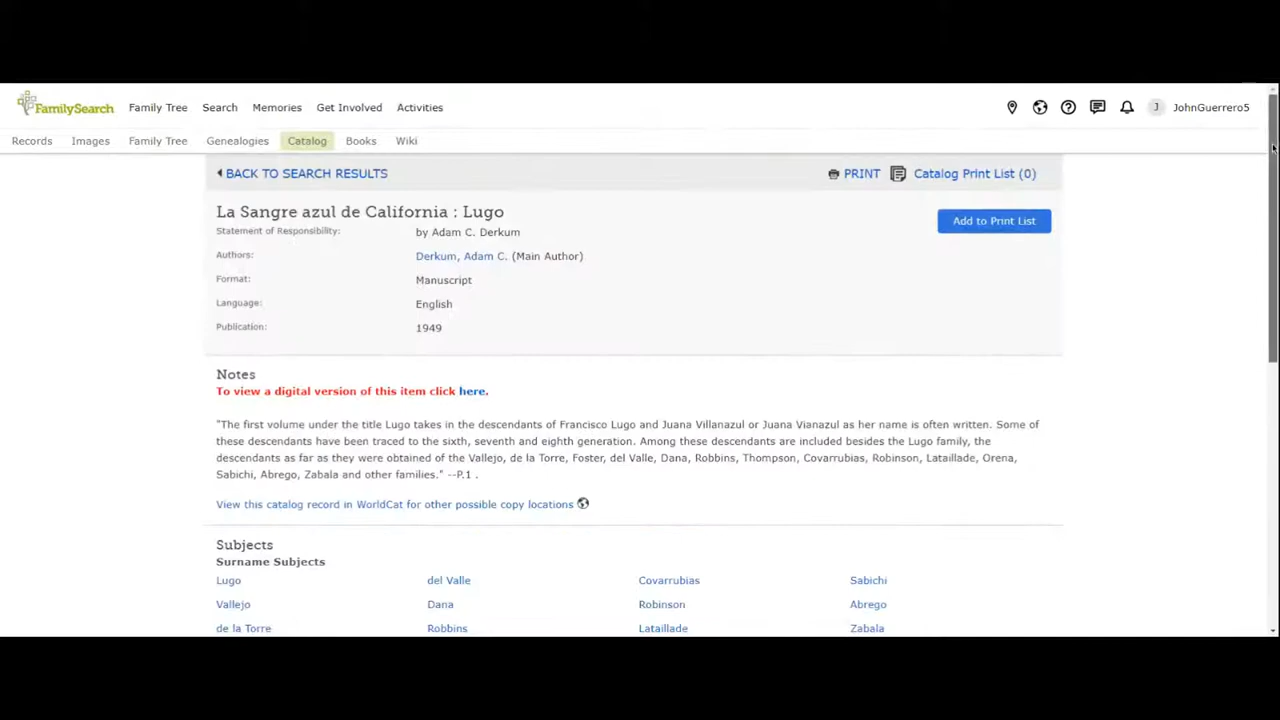 FamilySearch Family Tree Search Memories Get Involved Activities J JohnGuerrero5
Records Images Family Tree Genealogies Catalog Books Wiki
BACK TO SEARCH RESULTS PRINT Catalog Print List (0)
La Sangre azul de California : Lugo Add to Print List
Statement of Responsibility: by Adam C. Derkum
Authors: Derkum, Adam C. (Main Author)
Format: Manuscript
Language: English
Publication: 1949
Notes
To view a digital version of this item click here.
"The first volume under the title Lugo takes in the descendants of Francisco Lugo and Juana Villanazul or Juana Vianazul as her name is often written. Some of
these descendants have been traced to the sixth, seventh and eighth generation. Among these descendants are included besides the Lugo family, the
descendants as far as they were obtained of the Vallejo, de la Torre, Foster, del Valle, Dana, Robbins, Thompson, Covarrubias, Robinson, Lataillade, Orena,
Sabichi, Abrego, Zabala and other families." --P.1 .
View this catalog record in WorldCat for other possible copy locations
Subjects
Surname Subjects
Lugo del Valle Covarrubias Sabichi
Vallejo Dana Robinson Abrego
de la Torre Robbins Lataillade Zabala